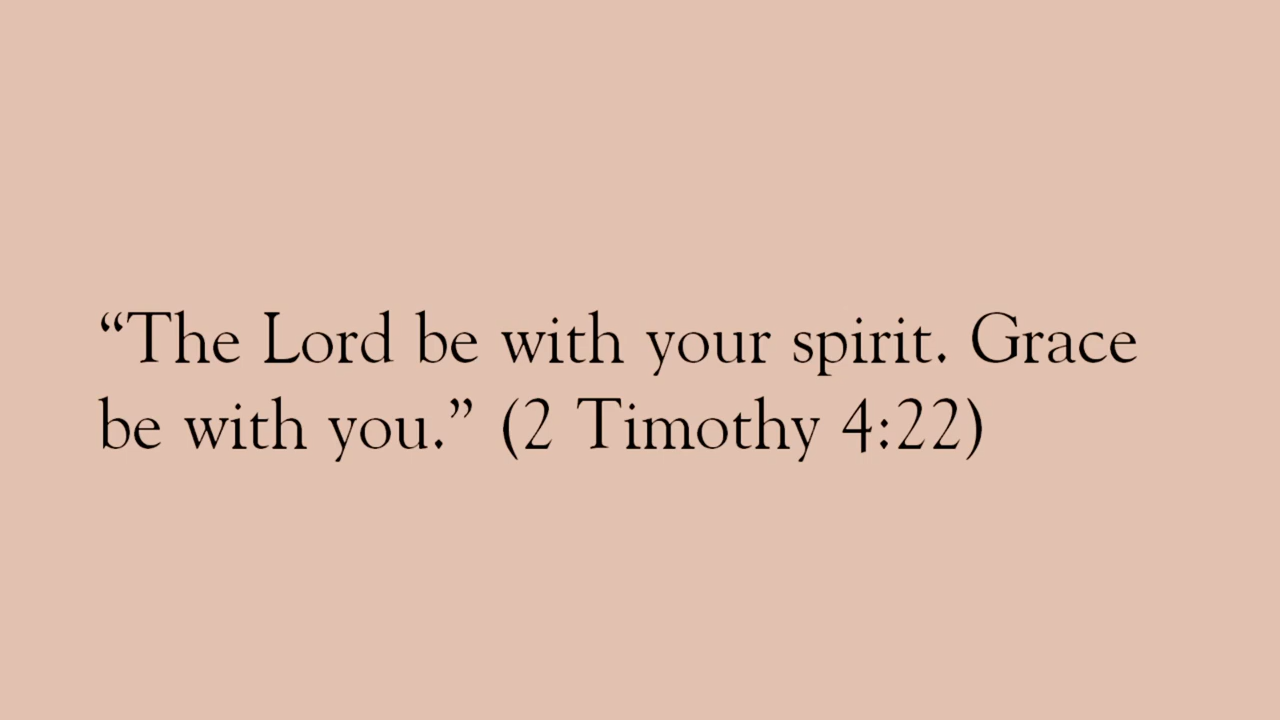 “The Lord be with your spirit. Grace
be with you.” (2 Timothy 4:22)